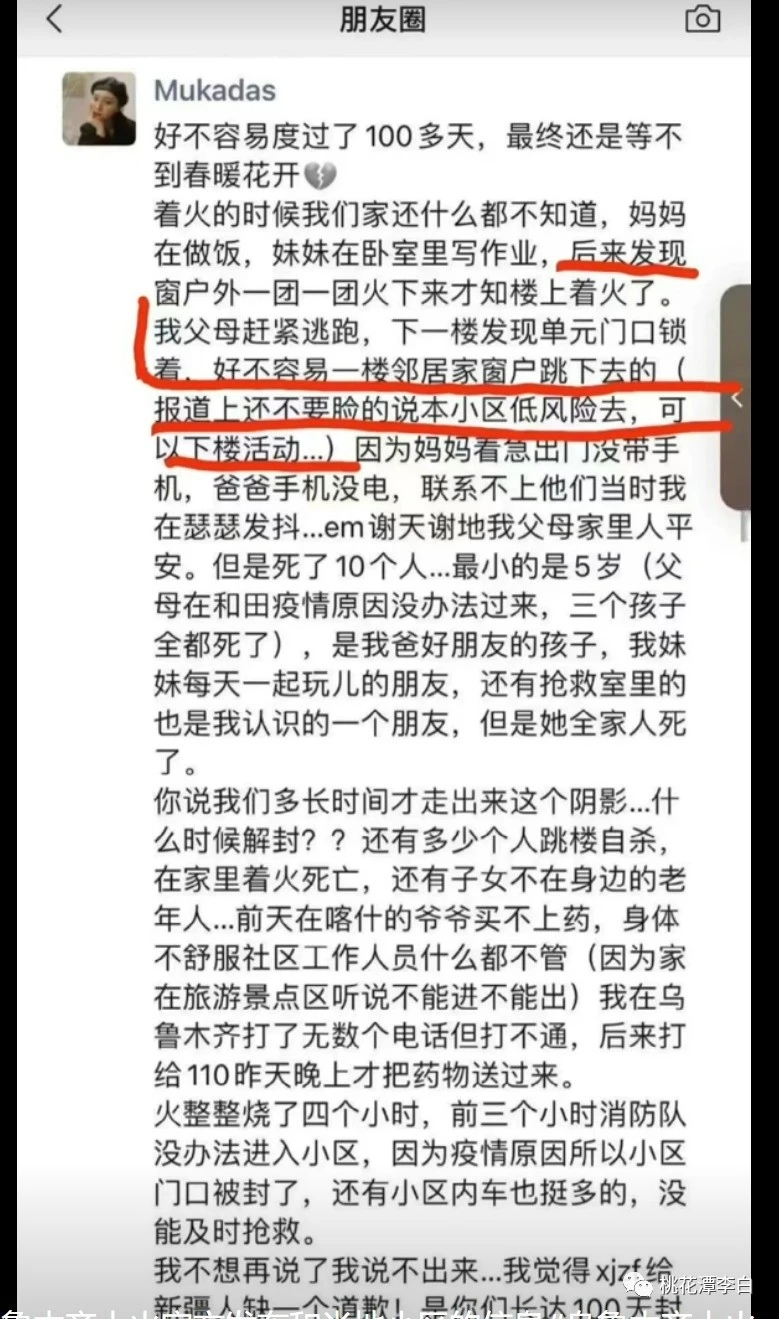 朋友圈
Mukadas
好不容易度过了100多天，最终还是等不
到春暖花开💔
着火的时候我们家还什么都不知道，妈妈
在做饭，妹妹在卧室里写作业，后来发现
窗户外一团一团火下来才知楼上着火了。
我父母赶紧逃跑，下一楼发现单元门口锁
着，好不容易一楼邻居家窗户跳下去的（
报道上还不要脸的说本小区低风险去，可
以下楼活动...）因为妈妈着急出门没带手
机，爸爸手机没电，联系不上他们当时我
在瑟瑟发抖...em谢天谢地我父母家里人平
安。但是死了10个人...最小的是5岁（父
母在和田疫情原因没办法过来，三个孩子
全都死了），是我爸好朋友的孩子，我妹
妹每天一起玩儿的朋友，还有抢救室里的
也是我认识的一个朋友，但是她全家人死
了。
你说我们多长时间才走出来这个阴影...什
么时候解封？？还有多少个人跳楼自杀，
在家里着火死亡，还有子女不在身边的老
年人...前天在喀什的爷爷买不上药，身体
不舒服社区工作人员什么都不管（因为家
在旅游景点区听说不能进不能出）我在乌
鲁木齐打了无数个电话但打不通，后来打
给110昨天晚上才把药物送过来。
火整整烧了四个小时，前三个小时消防队
没办法进入小区，因为疫情原因所以小区
门口被封了，还有小区内车也挺多的，没
能及时抢救。
我不想再说了我说不出来...我觉得xjzf给
新疆人缺一个道歉！是你们长达100天封
桃花潭李白